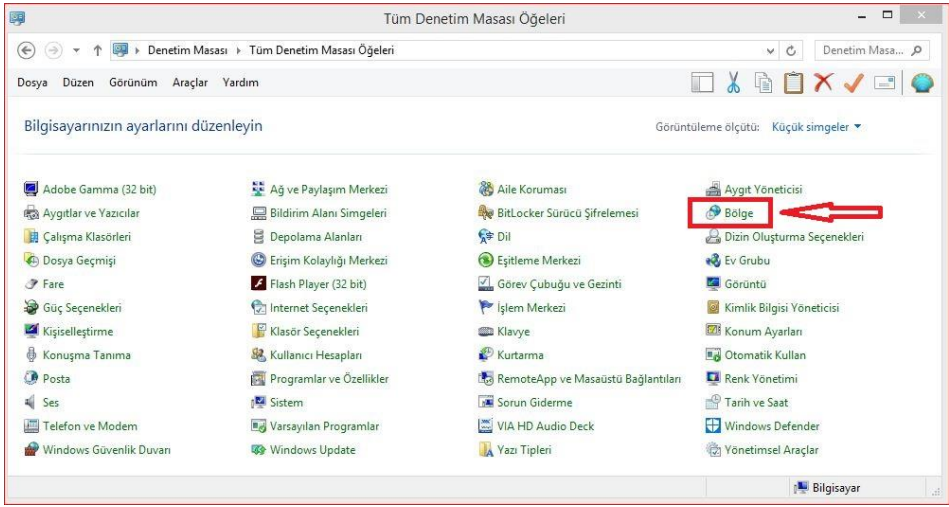 Tüm Denetim Masası Öğeleri
Denetim Masası Tüm Denetim Masası Öğeleri Denetim Masa...
Dosya Düzen Görünüm Araçlar Yardım
Bilgisayarınızın ayarlarını düzenleyin Görüntüleme ölçütü: Küçük simgeler
Adobe Gamma (32 bit) Ağ ve Paylaşım Merkezi Aile Koruması Aygıt Yöneticisi
Aygıtlar ve Yazıcılar Bildirim Alanı Simgeleri BitLocker Sürücü Şifrelemesi Bölge
Çalışma Klasörleri Depolama Alanları Dil Dizin Oluşturma Seçenekleri
Dosya Geçmişi Erişim Kolaylığı Merkezi Eşitleme Merkezi Ev Grubu
Fare Flash Player (32 bit) Görev Çubuğu ve Gezinti Görüntü
Güç Seçenekleri Internet Seçenekleri İşlem Merkezi Kimlik Bilgisi Yöneticisi
Kişiselleştirme Klasör Seçenekleri Klavye Konum Ayarları
Konuşma Tanıma Kullanıcı Hesapları Kurtarma Otomatik Kullan
Posta Programlar ve Özellikler RemoteApp ve Masaüstü Bağlantıları Renk Yönetimi
Ses Sistem Sorun Giderme Tarih ve Saat
Telefon ve Modem Varsayılan Programlar VIA HD Audio Deck Windows Defender
Windows Güvenlik Duvarı Windows Update Yazı Tipleri Yönetimsel Araçlar
Bilgisayar